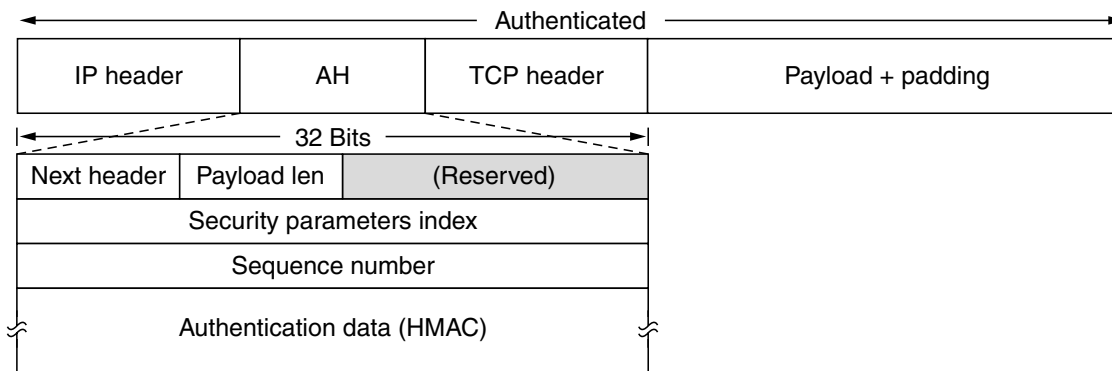 Authenticated
IP header AH TCP header Payload + padding
32 Bits
Next header Payload len (Reserved)
Security parameters index
Sequence number
Authentication data (HMAC)